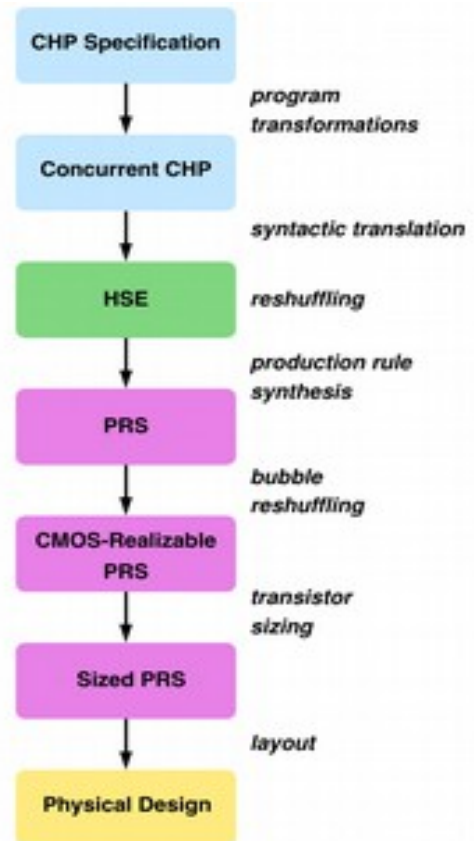 CHP Specification
program
transformations
Concurrent CHP
syntactic translation
HSE
reshuffling
production rule
synthesis
PRS
bubble
reshuffling
CMOS-Realizable
PRS
transistor
sizing
Sized PRS
layout
Physical Design